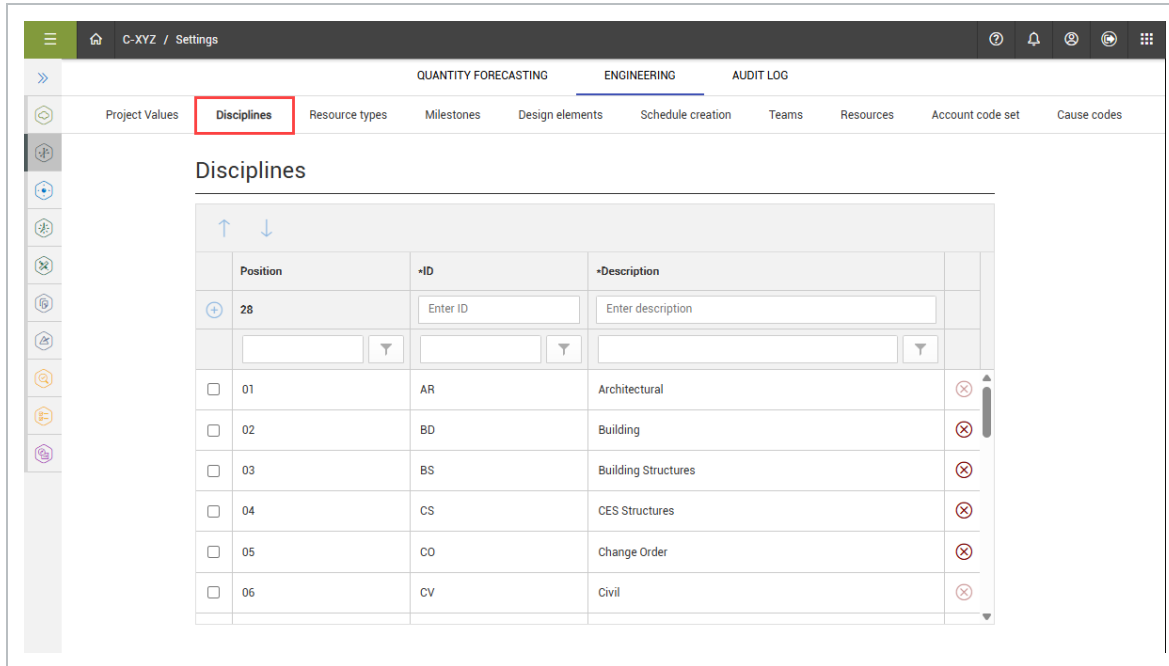 C-XYZ / Settings
QUANTITY FORECASTING ENGINEERING AUDIT LOG
Project Values Disciplines Resource types Milestones Design elements Schedule creation Teams Resources Account code set Cause codes
Disciplines
Position *ID *Description
28 Enter ID Enter description
01 AR Architectural
02 BD Building
03 BS Building Structures
04 CS CES Structures
05 CO Change Order
06 CV Civil